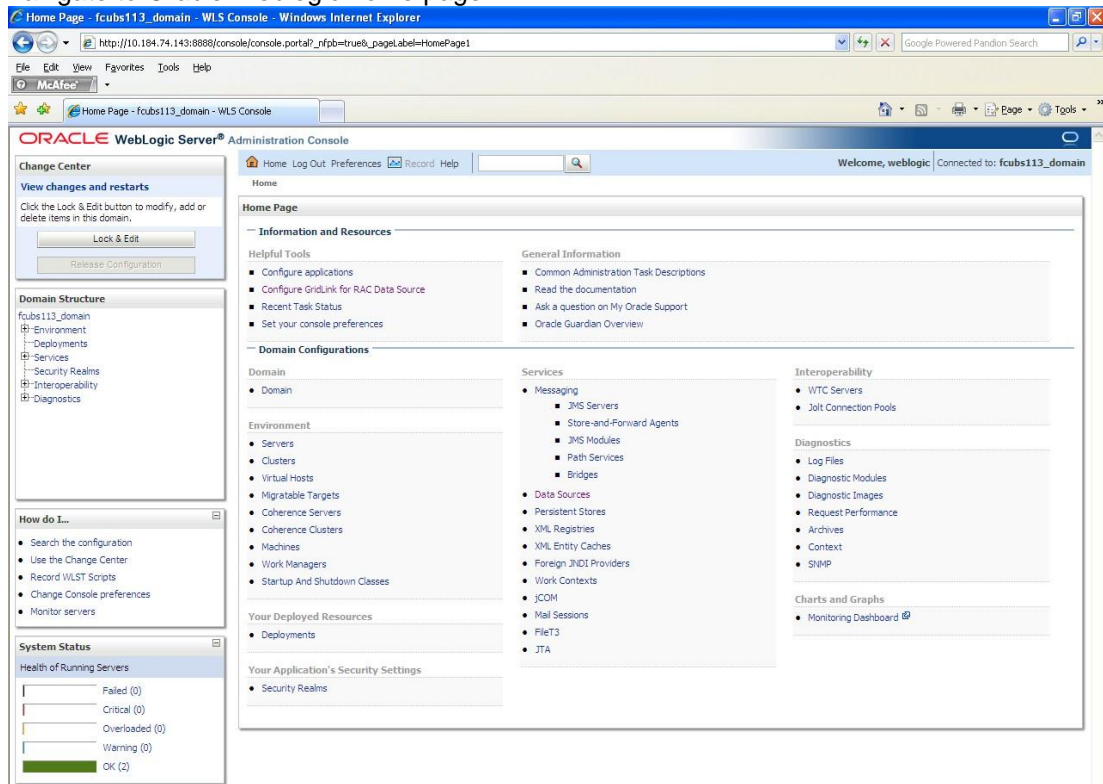 Home Page - fcubs113_domain - WLS Console - Windows Internet Explorer
http://10.184.74.143:8888/console/console.portal?_nfpb=true&_pageLabel=HomePage1
Google Powered Pandion Search
File Edit View Favorites Tools Help
McAfee
Home Page - fcubs113_domain - WLS Console
Page Tools
ORACLE WebLogic Server® Administration Console
Change Center
View changes and restarts
Click the Lock & Edit button to modify, add or
delete items in this domain.
Lock & Edit
Release Configuration
Domain Structure
fcubs113_domain
Environment
Deployments
Services
Security Realms
Interoperability
Diagnostics
How do I...
Search the configuration
Use the Change Center
Record WLST Scripts
Change Console preferences
Monitor servers
System Status
Health of Running Servers
Failed (0)
Critical (0)
Overloaded (0)
Warning (0)
OK (2)
Home Log Out Preferences Record Help
Welcome, weblogic Connected to: fcubs113_domain
Home
Home Page
Information and Resources
Helpful Tools
Configure applications
Configure GridLink for RAC Data Source
Recent Task Status
Set your console preferences
General Information
Common Administration Task Descriptions
Read the documentation
Ask a question on My Oracle Support
Oracle Guardian Overview
Domain Configurations
Domain
Domain
Environment
Servers
Clusters
Virtual Hosts
Migratable Targets
Coherence Servers
Coherence Clusters
Machines
Work Managers
Startup And Shutdown Classes
Your Deployed Resources
Deployments
Your Application's Security Settings
Security Realms
Services
Messaging
JMS Servers
Store-and-Forward Agents
JMS Modules
Path Services
Bridges
Data Sources
Persistent Stores
XML Registries
XML Entity Caches
Foreign JNDI Providers
Work Contexts
jCOM
Mail Sessions
FileT3
JTA
Interoperability
WTC Servers
Jolt Connection Pools
Diagnostics
Log Files
Diagnostic Modules
Diagnostic Images
Request Performance
Archives
Context
SNMP
Charts and Graphs
Monitoring Dashboard